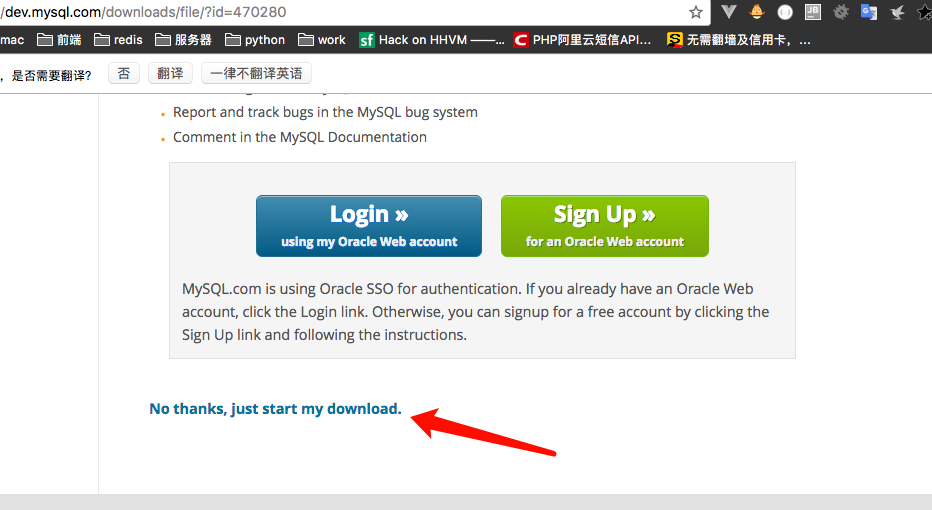 /dev.mysql.com/downloads/file/?id=470280
mac 前端 redis 服务器 python work sf Hack on HHVM ——... C PHP阿里云短信API... S 无需翻墙及信用卡，...
，是否需要翻译? 否 翻译 一律不翻译英语
Report and track bugs in the MySQL bug system
Comment in the MySQL Documentation
Login »
using my Oracle Web account
Sign Up »
for an Oracle Web account
MySQL.com is using Oracle SSO for authentication. If you already have an Oracle Web
account, click the Login link. Otherwise, you can signup for a free account by clicking the
Sign Up link and following the instructions.
No thanks, just start my download.